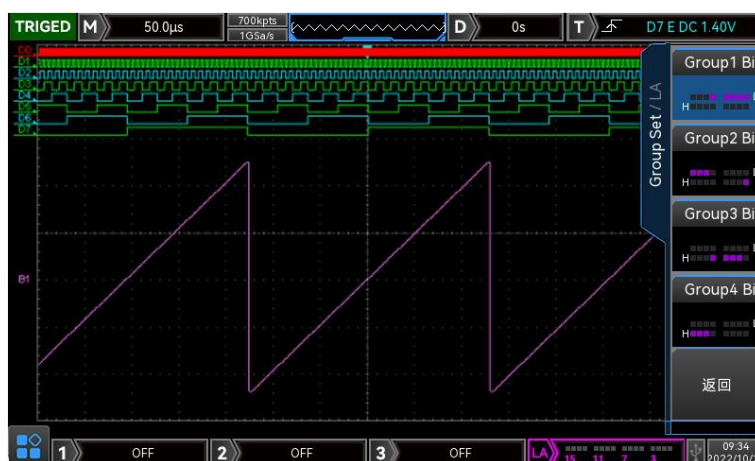 TRIGED M 50.0μs 700kpts D 0s T D7 E DC 1.40V
1GSa/s
D0
D1
D2
D3
D4
D5
D6
D7
B1
Group Set / LA
Group1 Bi
H
Group2 Bi
H
Group3 Bi
H
Group4 Bi
H
返回
1 OFF 2 OFF 3 OFF LA 15 11 7 3 09:34
2022/10/